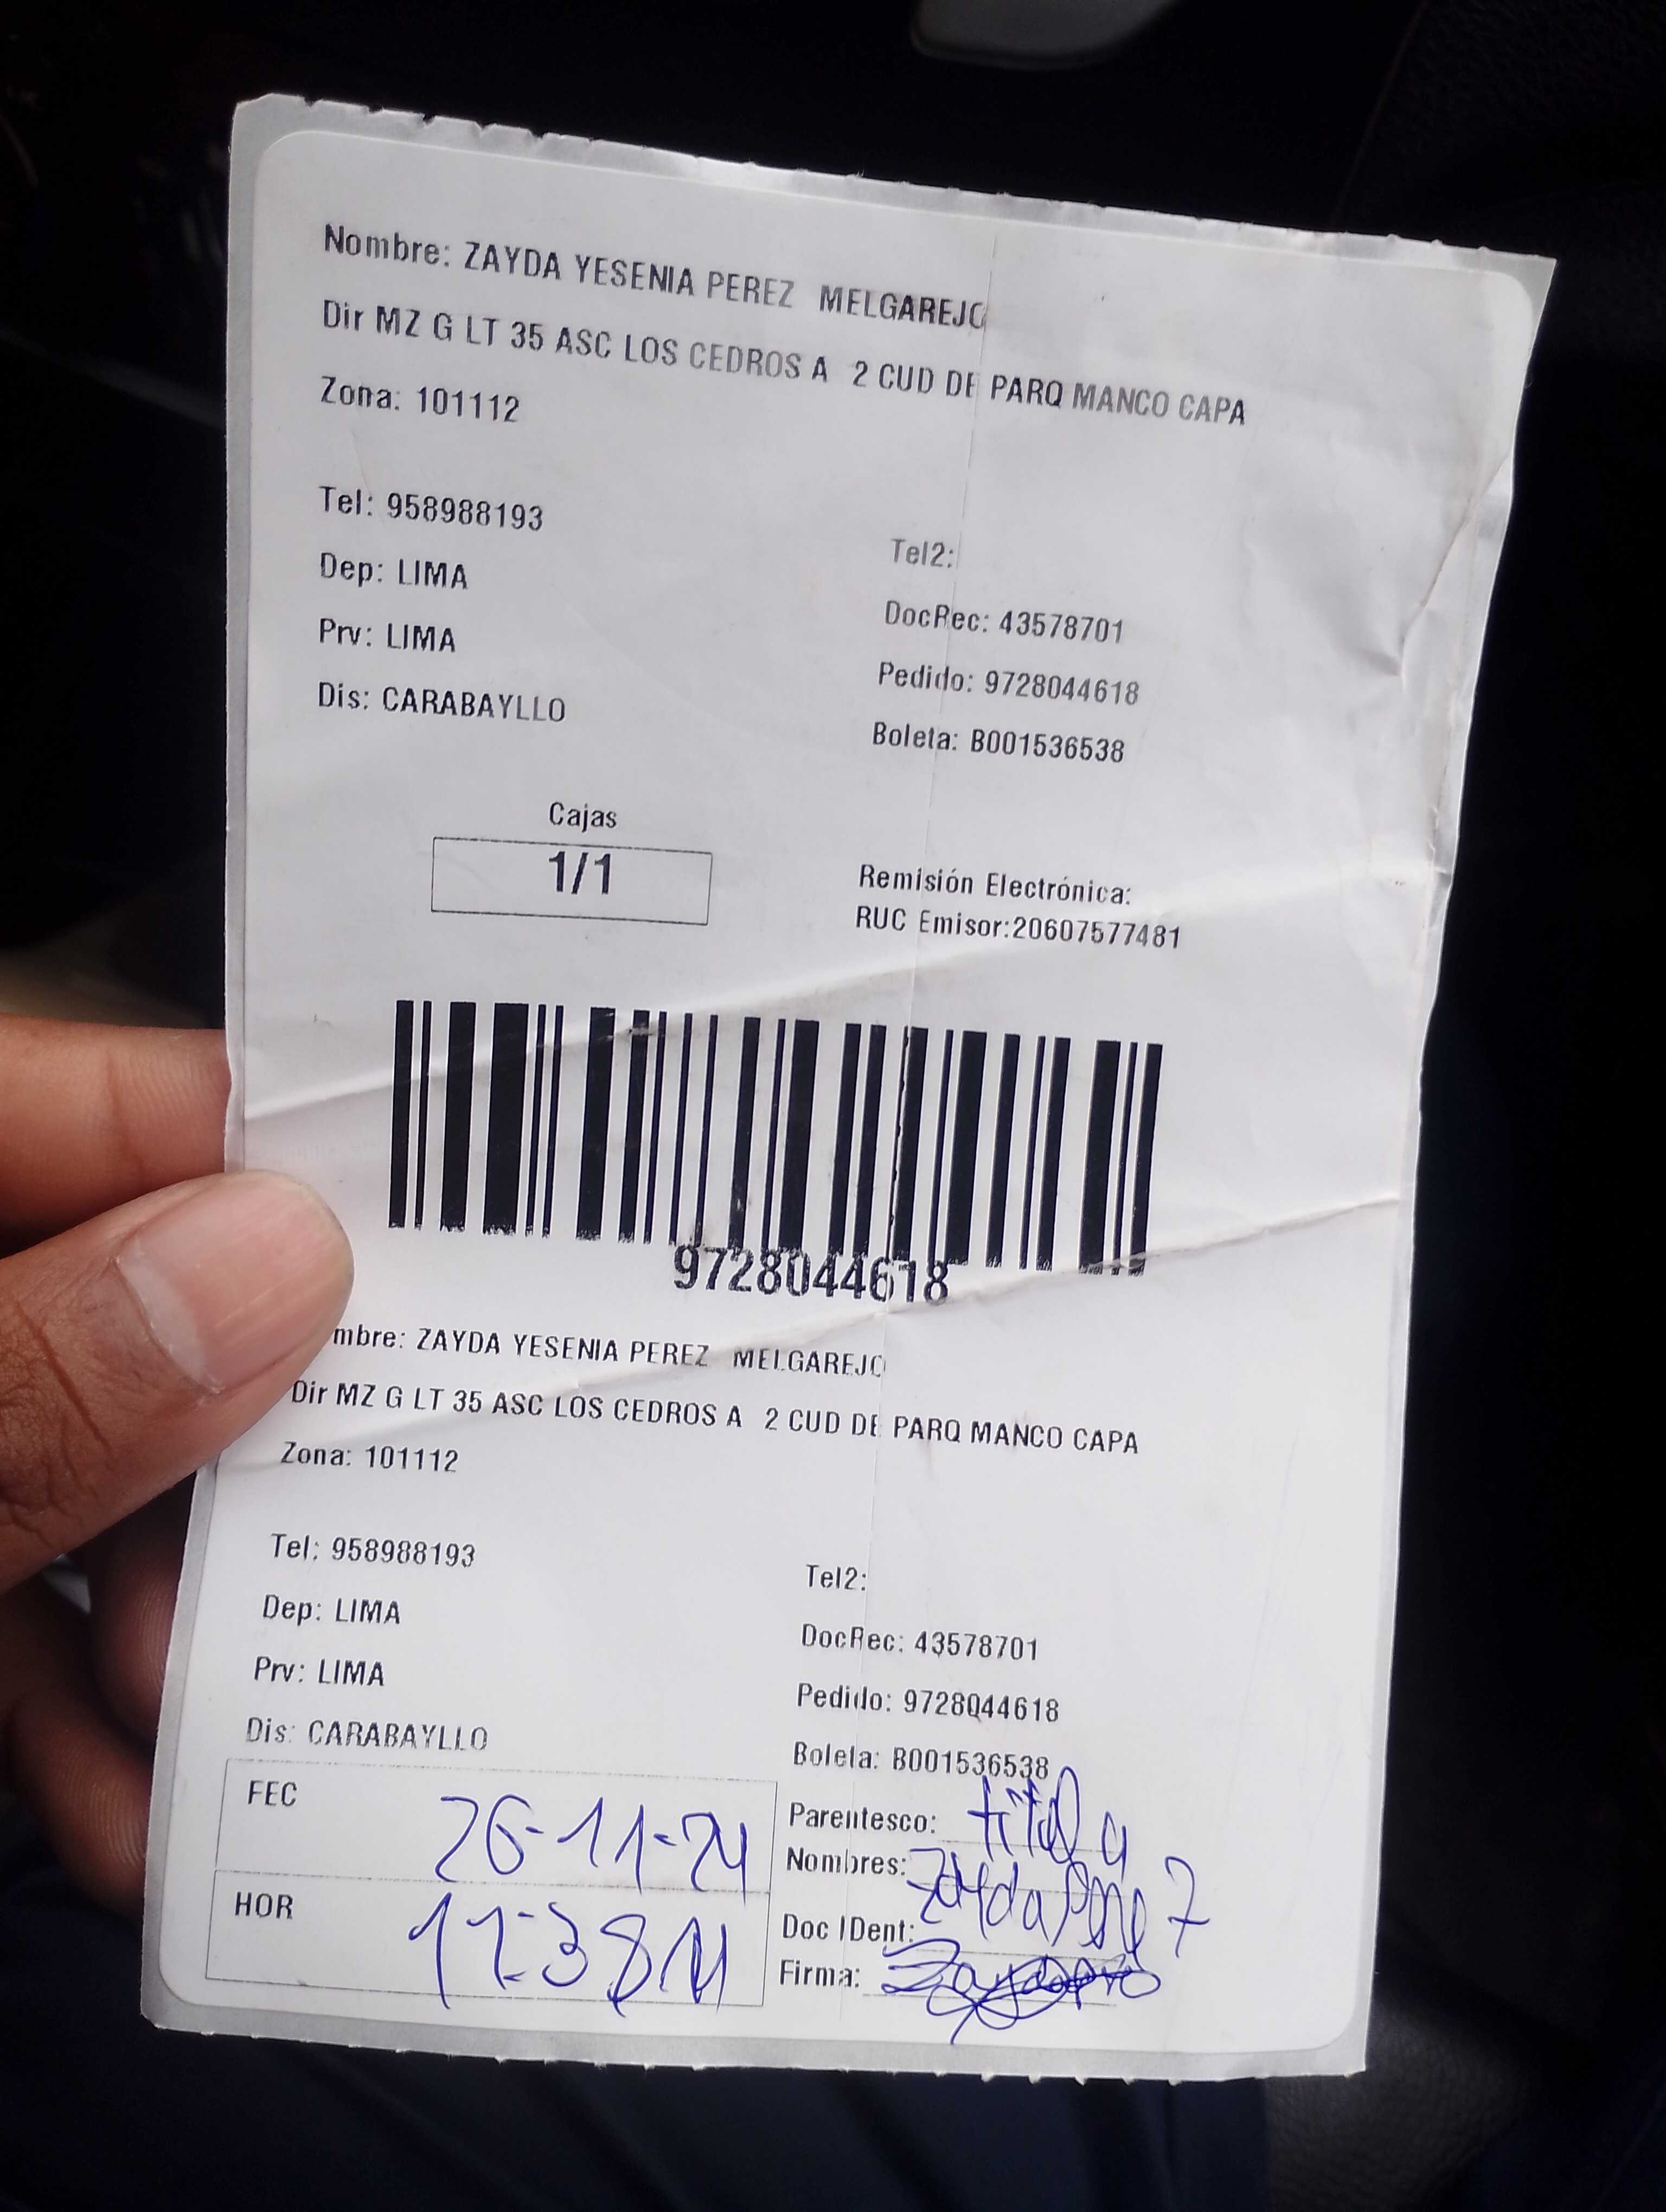 Nombre: ZAYDA YESENIA PEREZ MELGAREJO
Dir MZ G LT 35 ASC LOS CEDROS A 2 CUD DE PARQ MANCO CAPA
Zona: 101112
Tel: 958988193
Tel2:
Dep: LIMA
DocRec: 43578701
Prv: LIMA
Pedido: 9728044618
Dis: CARABAYLLO
Boleta: B001536538
Cajas
1/1
Remisión Electrónica:
RUC Emisor:20607577481
9728044618
mbre: ZAYDA YESENIA PEREZ MELGAREJO
Dir MZ G LT 35 ASC LOS CEDROS A 2 CUD DE PARQ MANCO CAPA
Zona: 101112
Tel: 958988193
Tel2:
Dep: LIMA
DocRec: 43578701
Prv: LIMA
Pedido: 9728044618
Dis: CARABAYLLO
Boleta: B001536538
FEC 26-11-24
Parentesco:
Nombres: Zayda
HOR
Doc IDent:
Firma: